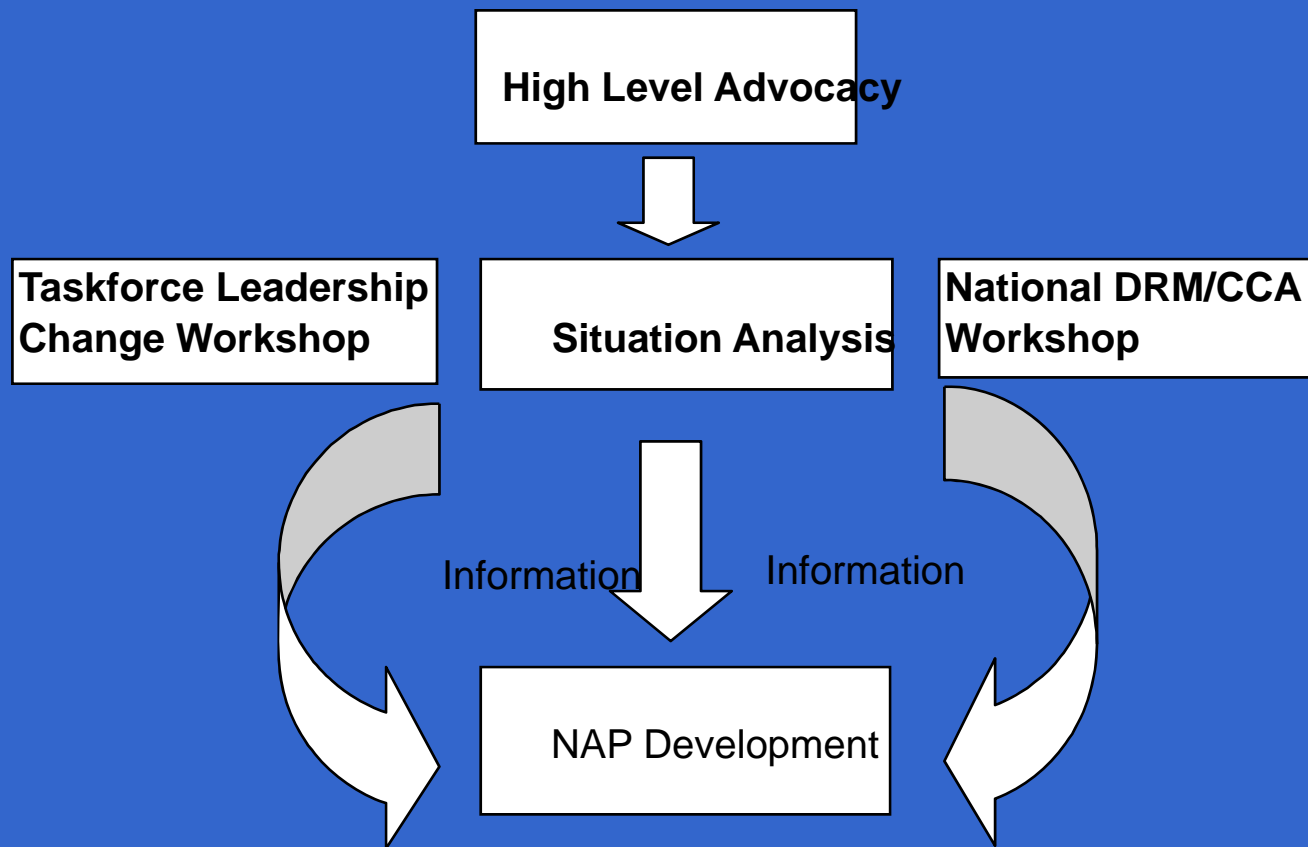 High Level Advocacy
Taskforce Leadership
Change Workshop
Situation Analysis
National DRM/CCA
Workshop
Information
Information
NAP Development